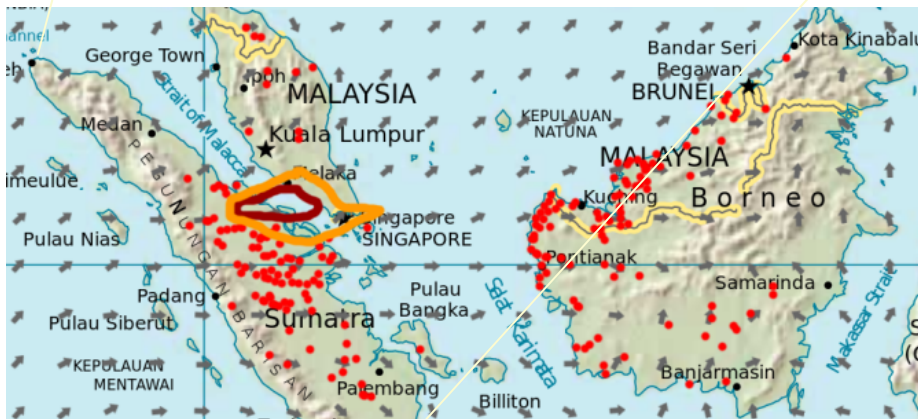 George Town
Ipoh
MALAYSIA
Kuala Lumpur
Medan
Strait of Malacca
Melaka
Singapore
SINGAPORE
PEGUNUNGAN BARISAN
Pulau Nias
Padang
Pulau Siberut
KEPULAUAN
MENTAWAI
Sumatra
Palembang
Pulau
Bangka
Billiton
Selat Karimata
KEPULAUAN
NATUNA
Bandar Seri
Begawan
BRUNEI
Kota Kinabalu
MALAYSIA
Kuching
Borneo
Pontianak
Samarinda
Makassar Strait
Banjarmasin